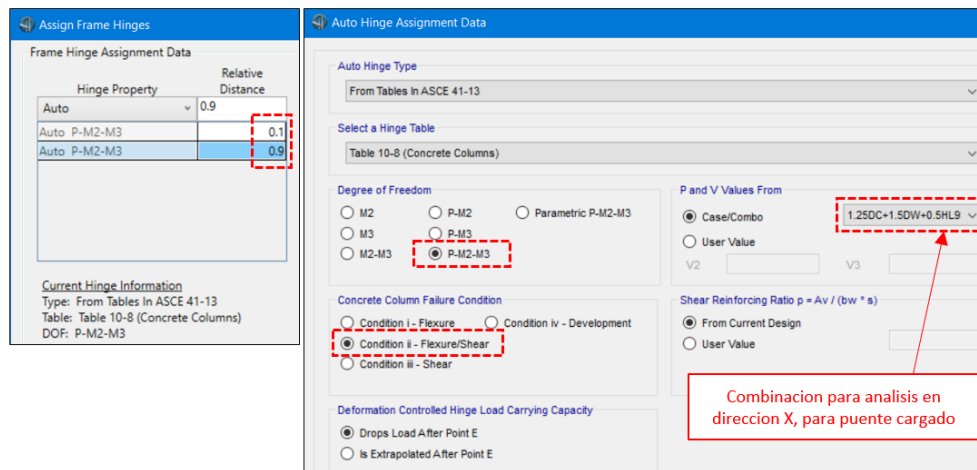 Assign Frame Hinges
Frame Hinge Assignment Data
Hinge Property
Relative
Distance
Auto
0.9
Auto P-M2-M3
0.1
Auto P-M2-M3
0.9
Current Hinge Information
Type: From Tables In ASCE 41-13
Table: Table 10-8 (Concrete Columns)
DOF: P-M2-M3
Auto Hinge Assignment Data
Auto Hinge Type
From Tables In ASCE 41-13
Select a Hinge Table
Table 10-8 (Concrete Columns)
Degree of Freedom
M2
P-M2
Parametric P-M2-M3
M3
P-M3
M2-M3
P-M2-M3
P and V Values From
Case/Combo
1.25DC+1.5DW+0.5HL9
User Value
V2
V3
Concrete Column Failure Condition
Condition i - Flexure
Condition iv - Development
Condition ii - Flexure/Shear
Condition iii - Shear
Shear Reinforcing Ratio p = Av / (bw * s)
From Current Design
User Value
Combinacion para analisis en
direccion X, para puente cargado
Deformation Controlled Hinge Load Carrying Capacity
Drops Load After Point E
Is Extrapolated After Point E